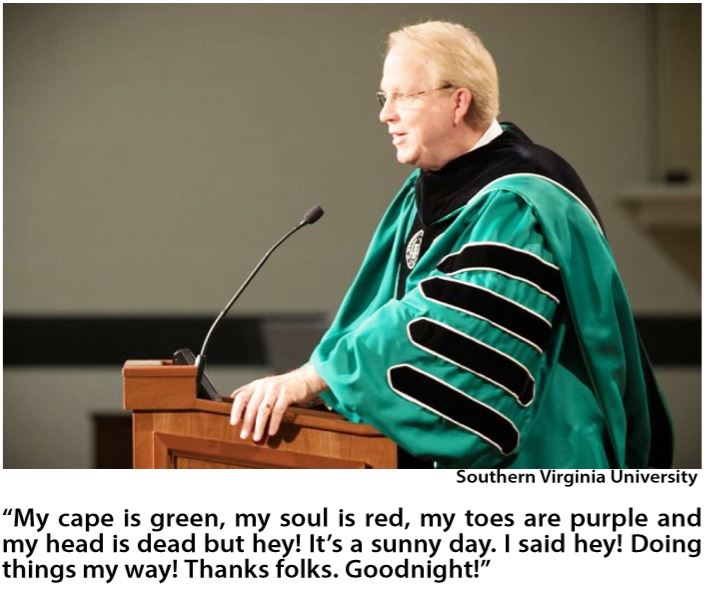 Southern Virginia University
“My cape is green, my soul is red, my toes are purple and
my head is dead but hey! It’s a sunny day. I said hey! Doing
things my way! Thanks folks. Goodnight!”